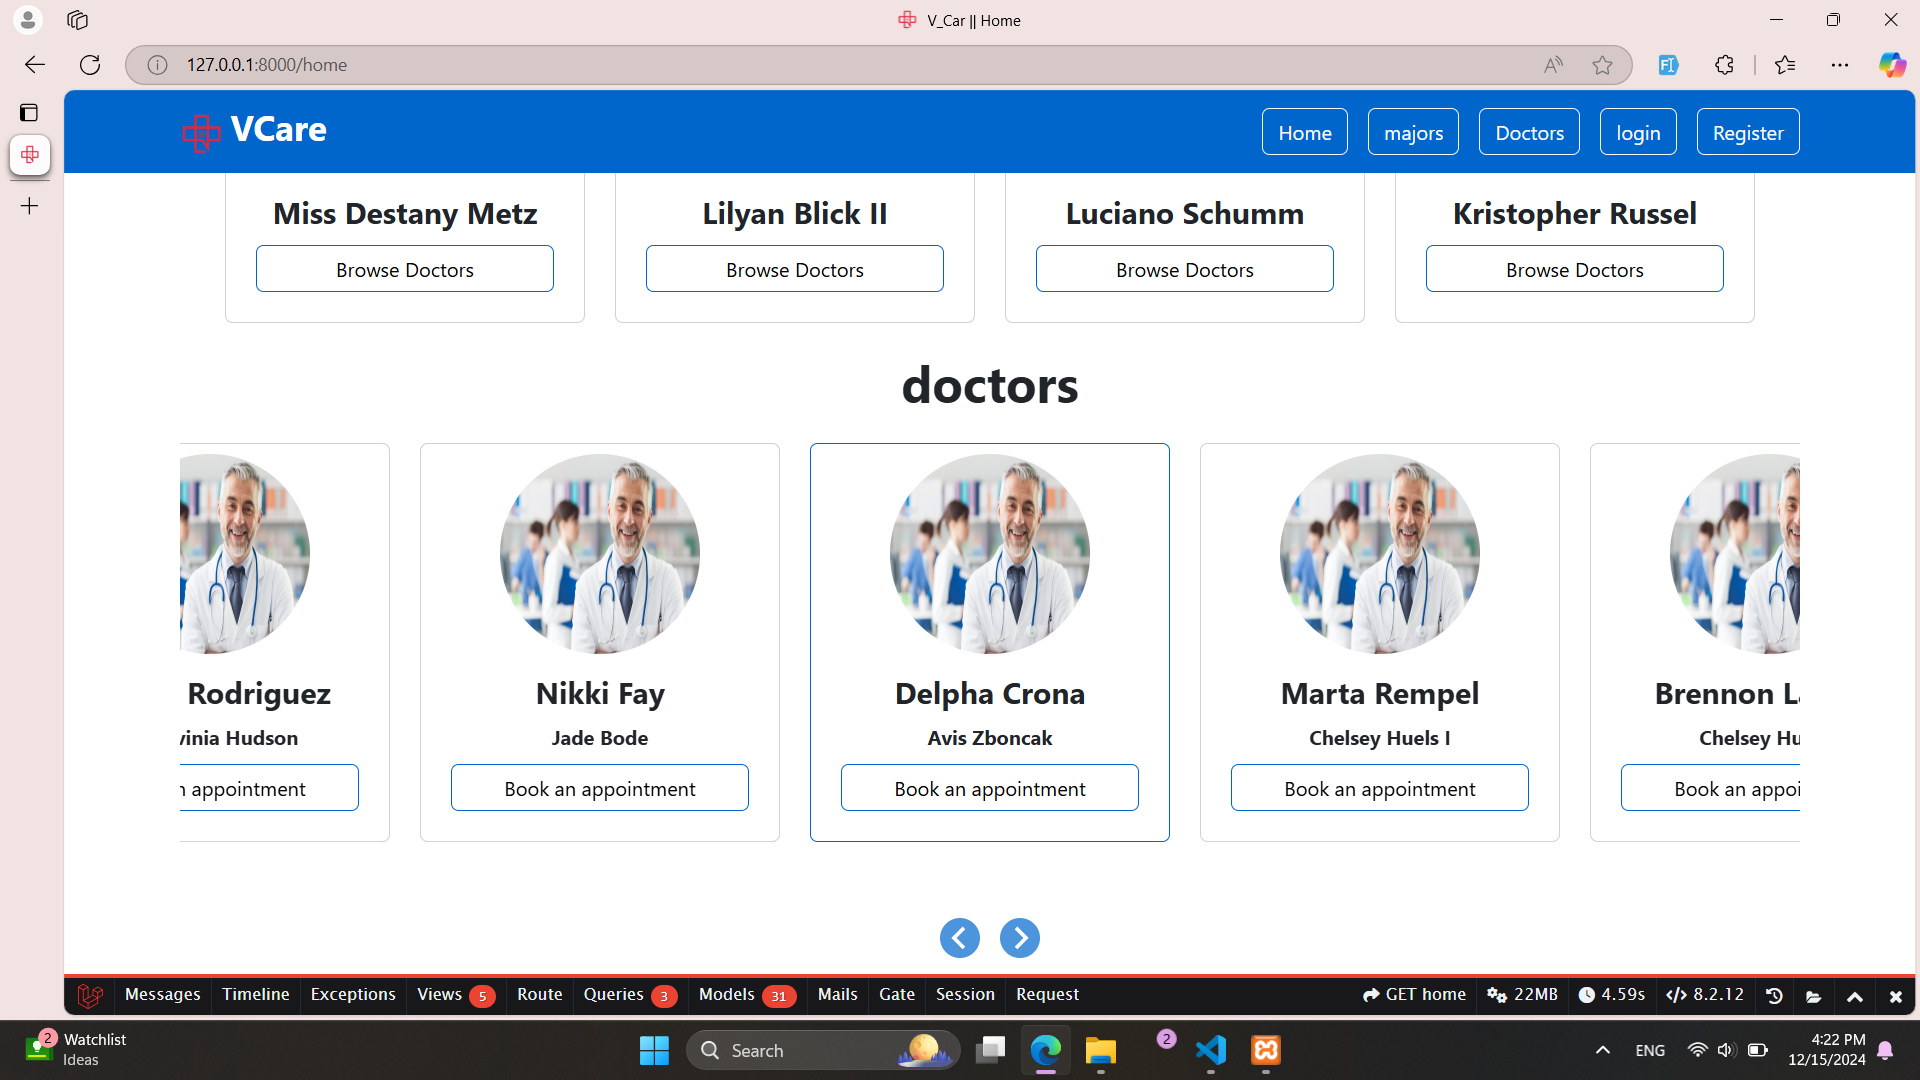 V_Car || Home
127.0.0.1:8000/home
VCare
Home majors Doctors login Register
Miss Destany Metz Lilyan Blick II Luciano Schumm Kristopher Russel
Browse Doctors Browse Doctors Browse Doctors Browse Doctors
doctors
Rodriguez Nikki Fay Delpha Crona Marta Rempel Brennon
vinia Hudson Jade Bode Avis Zboncak Chelsey Huels I Chelsey Hu
n appointment Book an appointment Book an appointment Book an appointment Book an appoi
Messages Timeline Exceptions Views 5 Route Queries 3 Models 31 Mails Gate Session Request GET home 22MB 4.59s 8.2.12
2 Watchlist
Ideas
Search
2
ENG
4:22 PM
12/15/2024